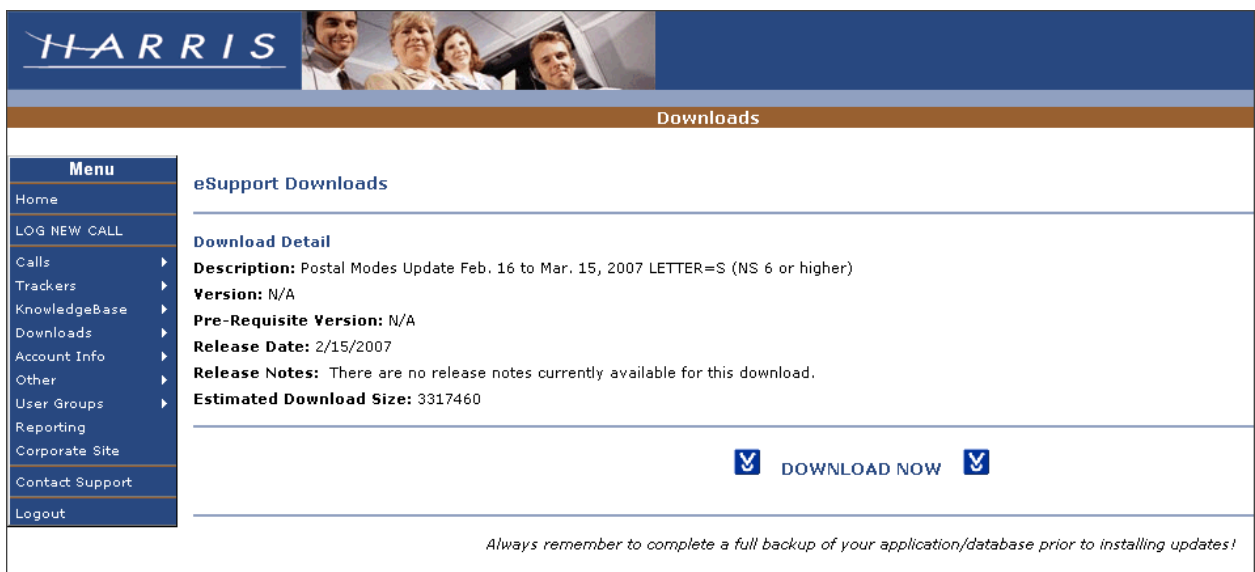 HARRIS
Downloads
Menu
Home
LOG NEW CALL
Calls
Trackers
KnowledgeBase
Downloads
Account Info
Other
User Groups
Reporting
Corporate Site
Contact Support
Logout
eSupport Downloads
Download Detail
Description: Postal Modes Update Feb. 16 to Mar. 15, 2007 LETTER=S (NS 6 or higher)
Version: N/A
Pre-Requisite Version: N/A
Release Date: 2/15/2007
Release Notes: There are no release notes currently available for this download.
Estimated Download Size: 3317460
DOWNLOAD NOW
Always remember to complete a full backup of your application/database prior to installing updates!